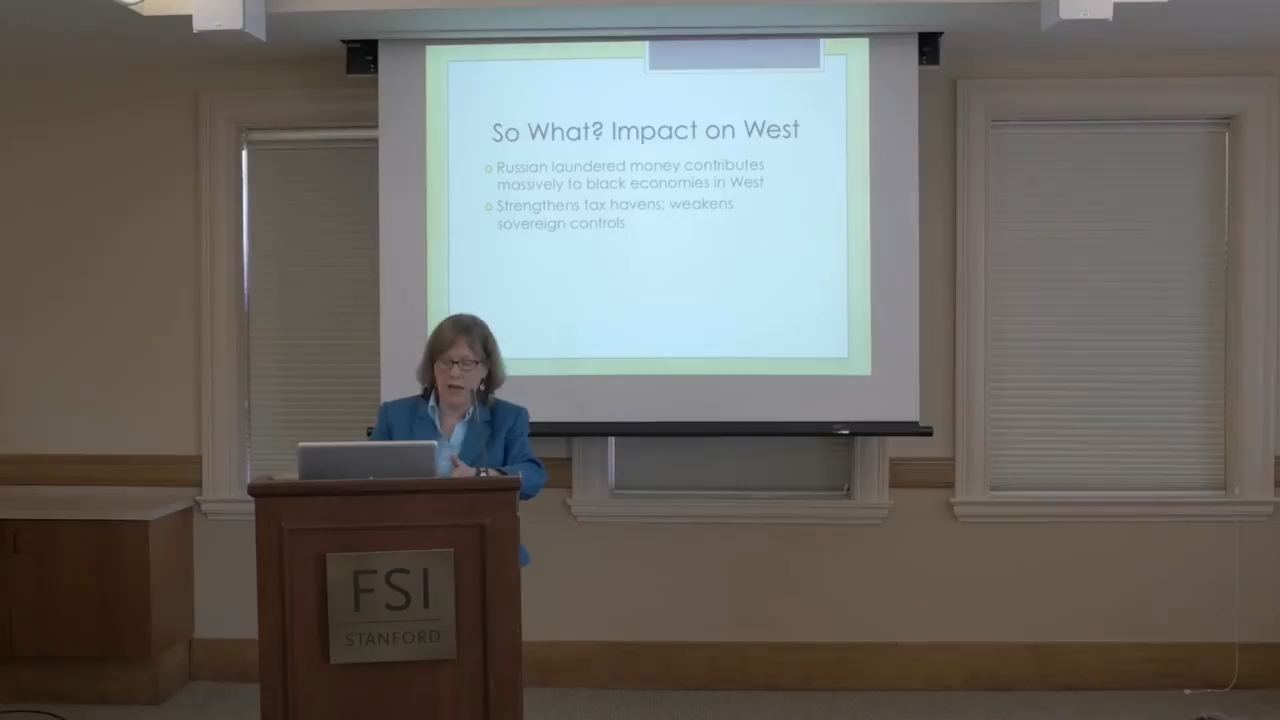 So What? Impact on West
Russian laundered money contributes
massively to black economies in West
Strengthens tax havens; weakens
sovereign controls
FSI
STANFORD